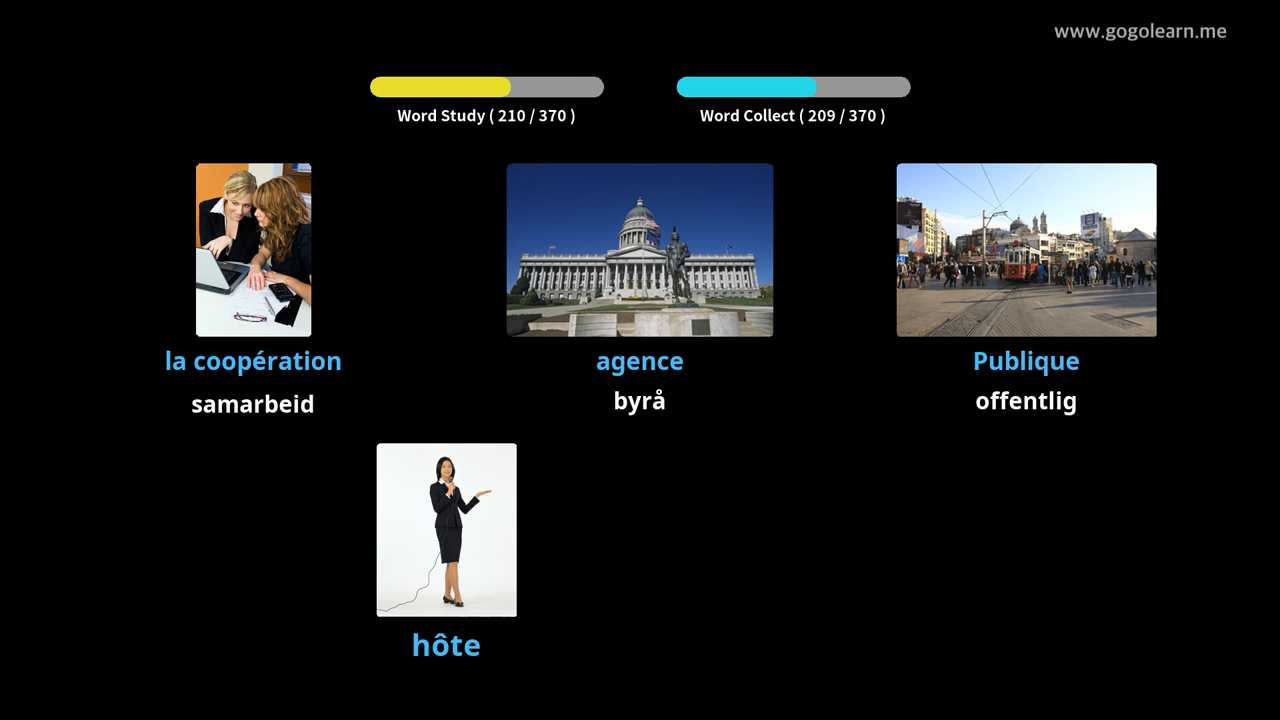 www.gogolearn.me
Word Study ( 210 / 370 )
Word Collect ( 209 / 370 )
la coopération
samarbeid
agence
byrå
Publique
offentlig
hôte